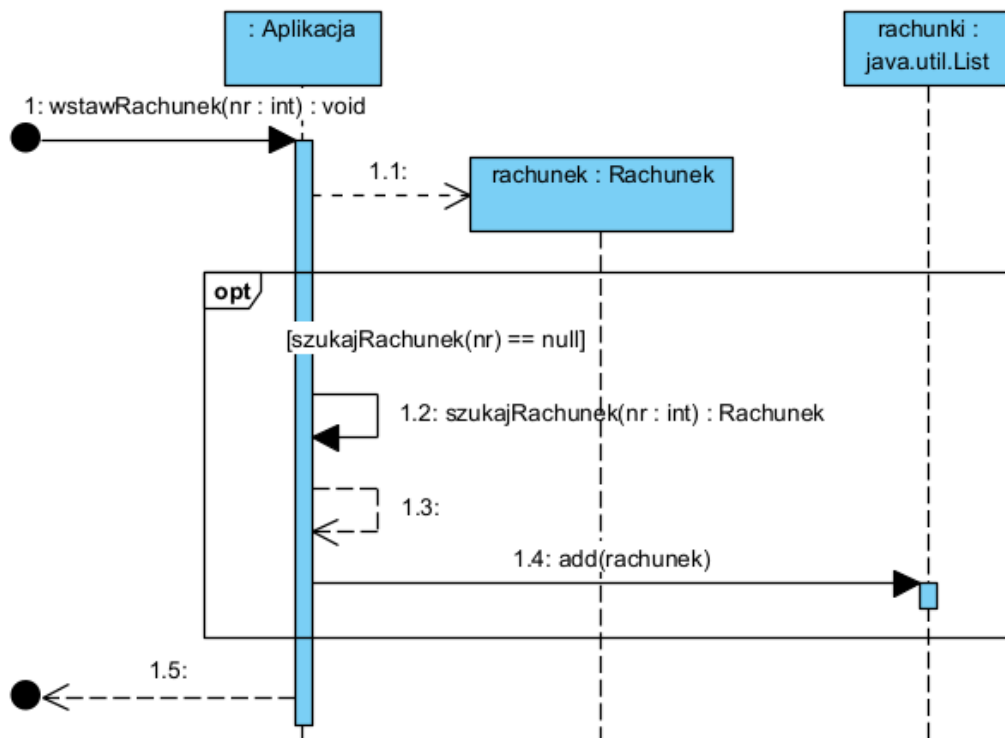 : Aplikacja
rachunki :
java.util.List
1: wstawRachunek(nr : int) : void
1.1:
rachunek : Rachunek
opt
[szukajRachunek(nr) == null]
1.2: szukajRachunek(nr : int) : Rachunek
1.3:
1.4: add(rachunek)
1.5: